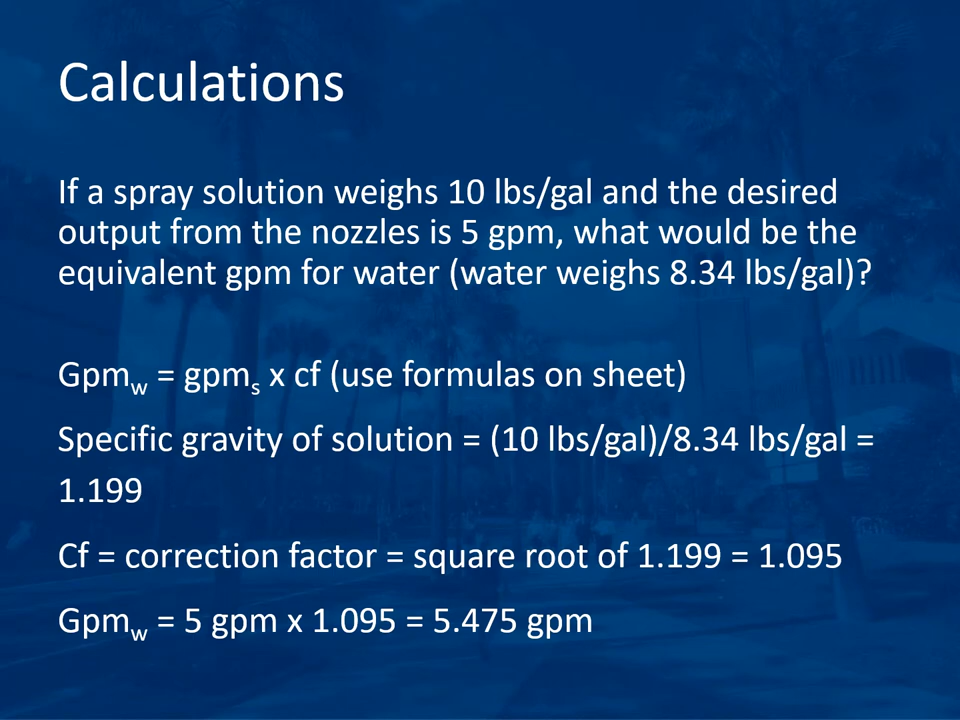 Calculations
If a spray solution weighs 10 lbs/gal and the desired
output from the nozzles is 5 gpm, what would be the
equivalent gpm for water (water weighs 8.34 lbs/gal)?
Gpmw = gpms x cf (use formulas on sheet)
Specific gravity of solution = (10 lbs/gal)/8.34 lbs/gal =
1.199
Cf = correction factor = square root of 1.199 = 1.095
Gpmw = 5 gpm x 1.095 = 5.475 gpm